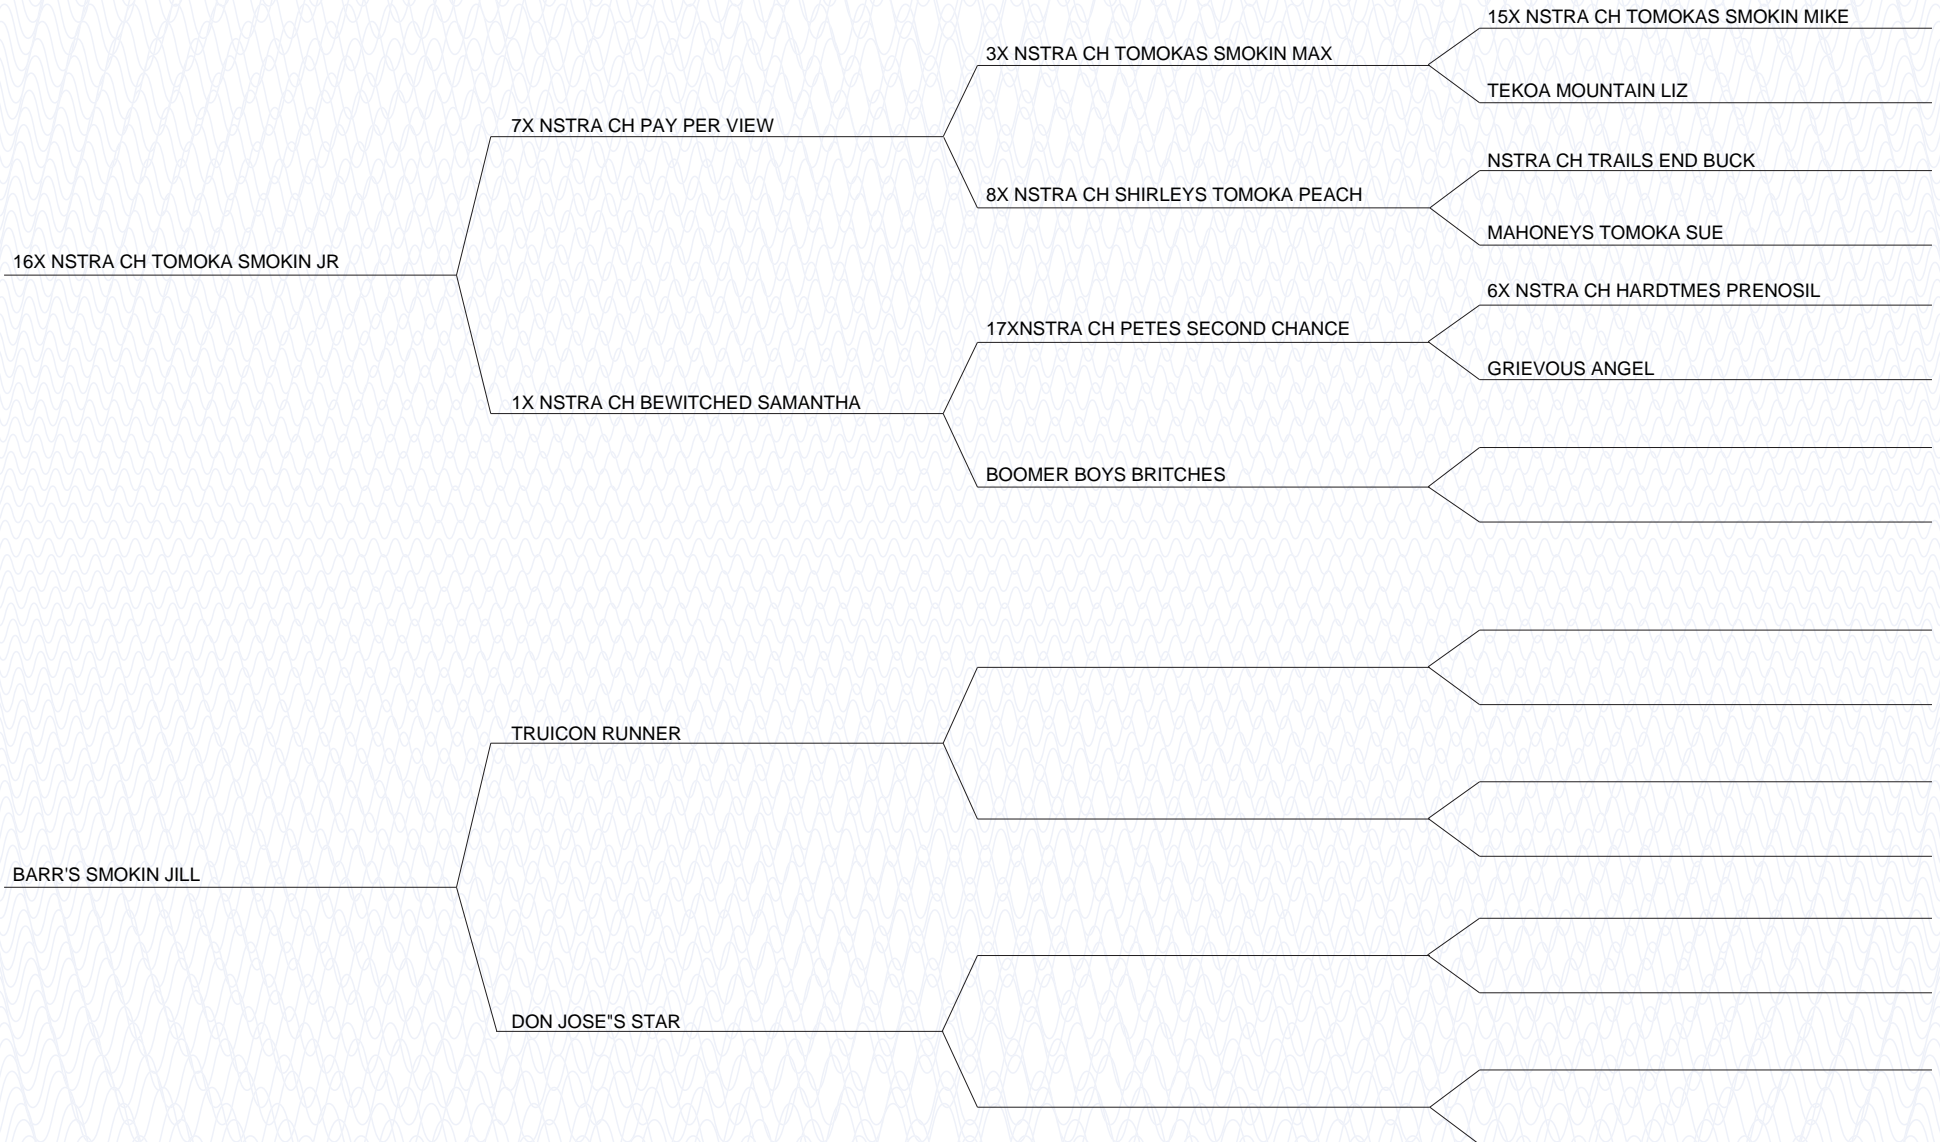 15X NSTRA CH TOMOKAS SMOKIN MIKE
3X NSTRA CH TOMOKAS SMOKIN MAX
TEKOA MOUNTAIN LIZ
7X NSTRA CH PAY PER VIEW
NSTRA CH TRAILS END BUCK
8X NSTRA CH SHIRLEYS TOMOKA PEACH
MAHONEYS TOMOKA SUE
16X NSTRA CH TOMOKA SMOKIN JR
6X NSTRA CH HARDTMES PRENOSIL
17XNSTRA CH PETES SECOND CHANCE
GRIEVOUS ANGEL
1X NSTRA CH BEWITCHED SAMANTHA
BOOMER BOYS BRITCHES
TRUICON RUNNER
BARR'S SMOKIN JILL
DON JOSE"S STAR